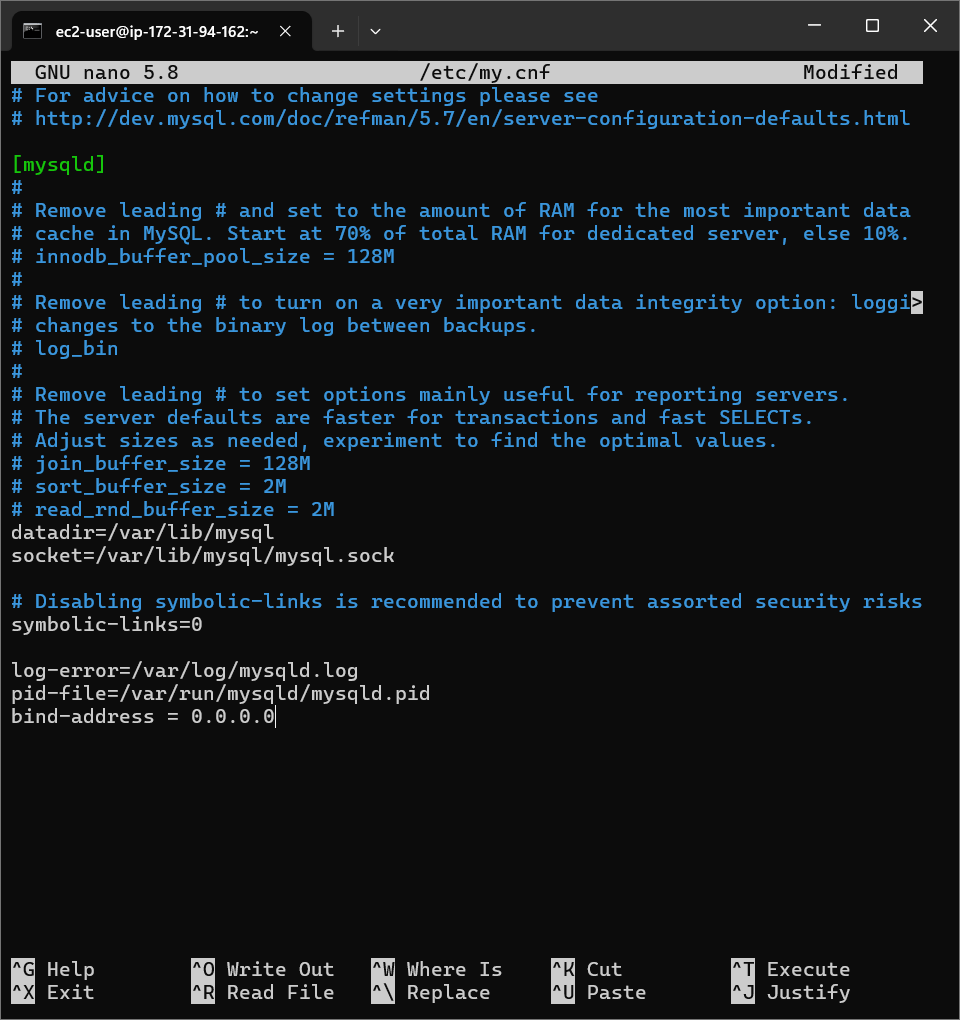 ec2-user@ip-172-31-94-162:~
GNU nano 5.8 /etc/my.cnf Modified
# For advice on how to change settings please see
# http://dev.mysql.com/doc/refman/5.7/en/server-configuration-defaults.html
[mysqld]
#
# Remove leading # and set to the amount of RAM for the most important data
# cache in MySQL. Start at 70% of total RAM for dedicated server, else 10%.
# innodb_buffer_pool_size = 128M
#
# Remove leading # to turn on a very important data integrity option: loggi>
# changes to the binary log between backups.
# log_bin
#
# Remove leading # to set options mainly useful for reporting servers.
# The server defaults are faster for transactions and fast SELECTs.
# Adjust sizes as needed, experiment to find the optimal values.
# join_buffer_size = 128M
# sort_buffer_size = 2M
# read_rnd_buffer_size = 2M
datadir=/var/lib/mysql
socket=/var/lib/mysql/mysql.sock
# Disabling symbolic-links is recommended to prevent assorted security risks
symbolic-links=0
log-error=/var/log/mysqld.log
pid-file=/var/run/mysqld/mysqld.pid
bind-address = 0.0.0.0
^G Help ^O Write Out ^W Where Is ^K Cut ^T Execute
^X Exit ^R Read File ^\ Replace ^U Paste ^J Justify